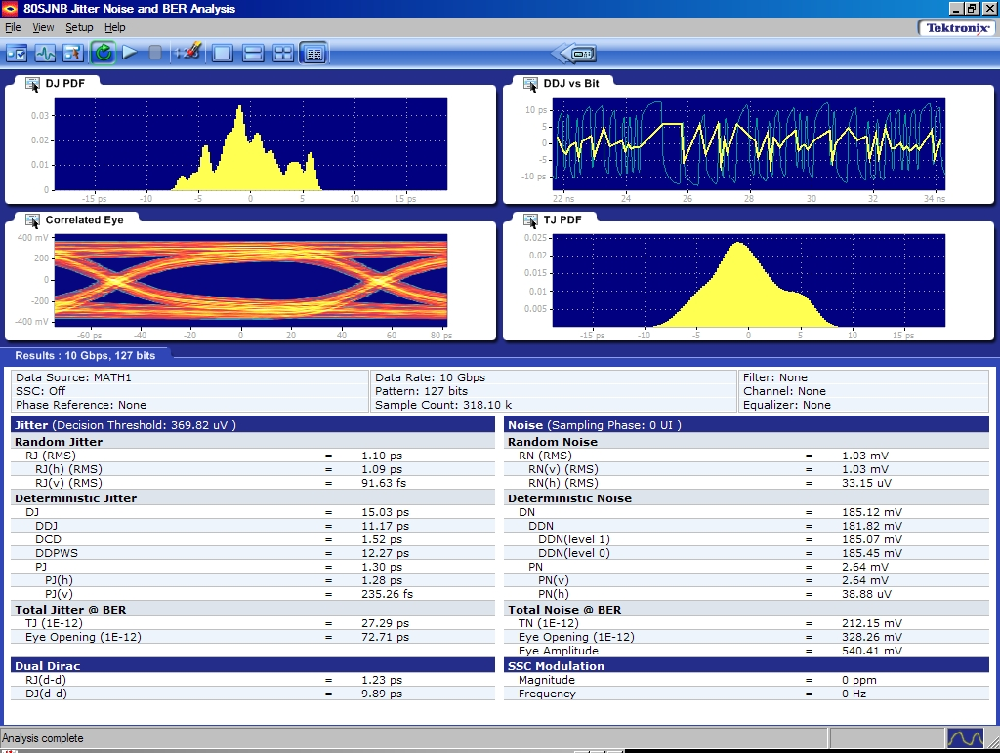 80SJNB Jitter Noise and BER Analysis
File View Setup Help
Tektronix
DJ PDF
0.03
0.02
0.01
0
-15 ps -10 -5 0 5 10 15 ps
DDJ vs Bit
10 ps
5
0
-5
-10 ps
22 ns 24 26 28 30 32 34 ns
Correlated Eye
400 mV
200
0
-200
-400 mV
-60 ps -40 -20 0 20 40 60 80 ps
TJ PDF
0.025
0.02
0.015
0.01
0.005
-15 ps -10 -5 0 5 10 15 ps
Results : 10 Gbps, 127 bits
Data Source: MATH1 Data Rate: 10 Gbps Filter: None
SSC: Off Pattern: 127 bits Channel: None
Phase Reference: None Sample Count: 318.10 k Equalizer: None
Jitter (Decision Threshold: 369.82 uV )
Random Jitter
RJ (RMS) = 1.10 ps
RJ(h) (RMS) = 1.09 ps
RJ(v) (RMS) = 91.63 fs
Deterministic Jitter
DJ = 15.03 ps
DDJ = 11.17 ps
DCD = 1.52 ps
DDPWS = 12.27 ps
PJ = 1.30 ps
PJ(h) = 1.28 ps
PJ(v) = 235.26 fs
Total Jitter @ BER
TJ (1E-12) = 27.29 ps
Eye Opening (1E-12) = 72.71 ps
Dual Dirac
RJ(d-d) = 1.23 ps
DJ(d-d) = 9.89 ps
Noise (Sampling Phase: 0 UI )
Random Noise
RN (RMS) = 1.03 mV
RN(v) (RMS) = 1.03 mV
RN(h) (RMS) = 33.15 uV
Deterministic Noise
DN = 185.12 mV
DDN = 181.82 mV
DDN(level 1) = 185.07 mV
DDN(level 0) = 185.45 mV
PN = 2.64 mV
PN(v) = 2.64 mV
PN(h) = 38.88 uV
Total Noise @ BER
TN (1E-12) = 212.15 mV
Eye Opening (1E-12) = 328.26 mV
Eye Amplitude = 540.41 mV
SSC Modulation
Magnitude = 0 ppm
Frequency = 0 Hz
Analysis complete